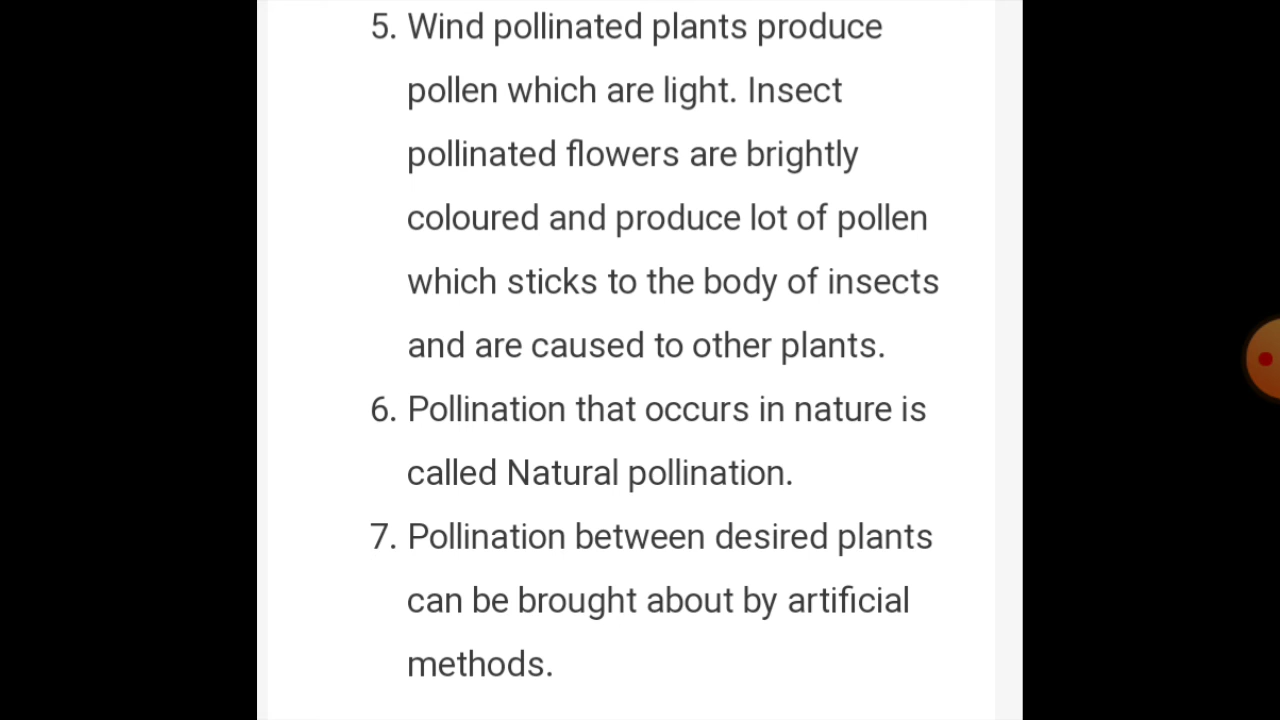 5. Wind pollinated plants produce
pollen which are light. Insect
pollinated flowers are brightly
coloured and produce lot of pollen
which sticks to the body of insects
and are caused to other plants.
6. Pollination that occurs in nature is
called Natural pollination.
7. Pollination between desired plants
can be brought about by artificial
methods.